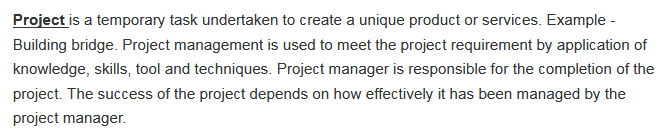 Project is a temporary task undertaken to create a unique product or services. Example -
Building bridge. Project management is used to meet the project requirement by application of
knowledge, skills, tool and techniques. Project manager is responsible for the completion of the
project. The success of the project depends on how effectively it has been managed by the
project manager.